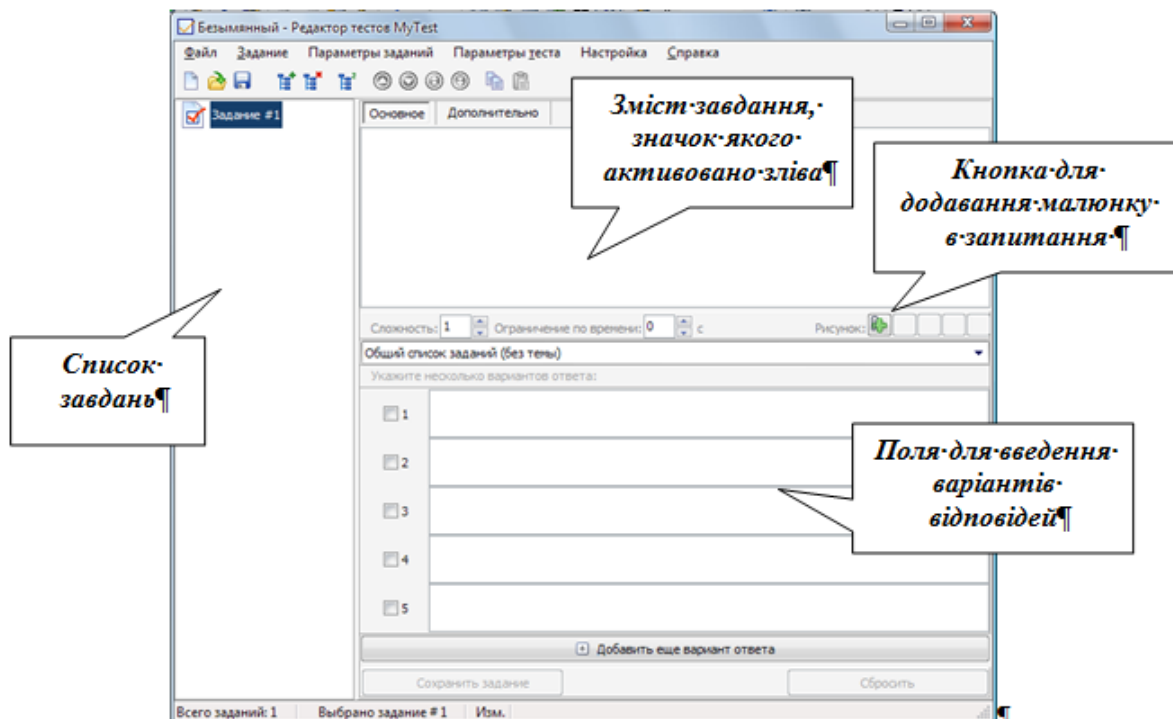 Безымянный - Редактор тестов MyTest
Файл Задание Параметры заданий Параметры теста Настройка Справка
Задание #1
Основное Дополнительно
Зміст·завдання,·
значок·якого·
активовано·зліва¶
Кнопка·для·
додавання·малюнку·
в·запитання·¶
Список·
завдань¶
Сложность: 1 Ограничение по времени: 0 с Рисунок:
Общий список заданий (без темы)
Укажите несколько вариантов ответа:
1
2
3
4
5
Поля·для·введення·
варіантів·
відповідей¶
Добавить еще вариант ответа
Сохранить задание Сбросить
Всего заданий: 1 Выбрано задание #1 Изм.
¶